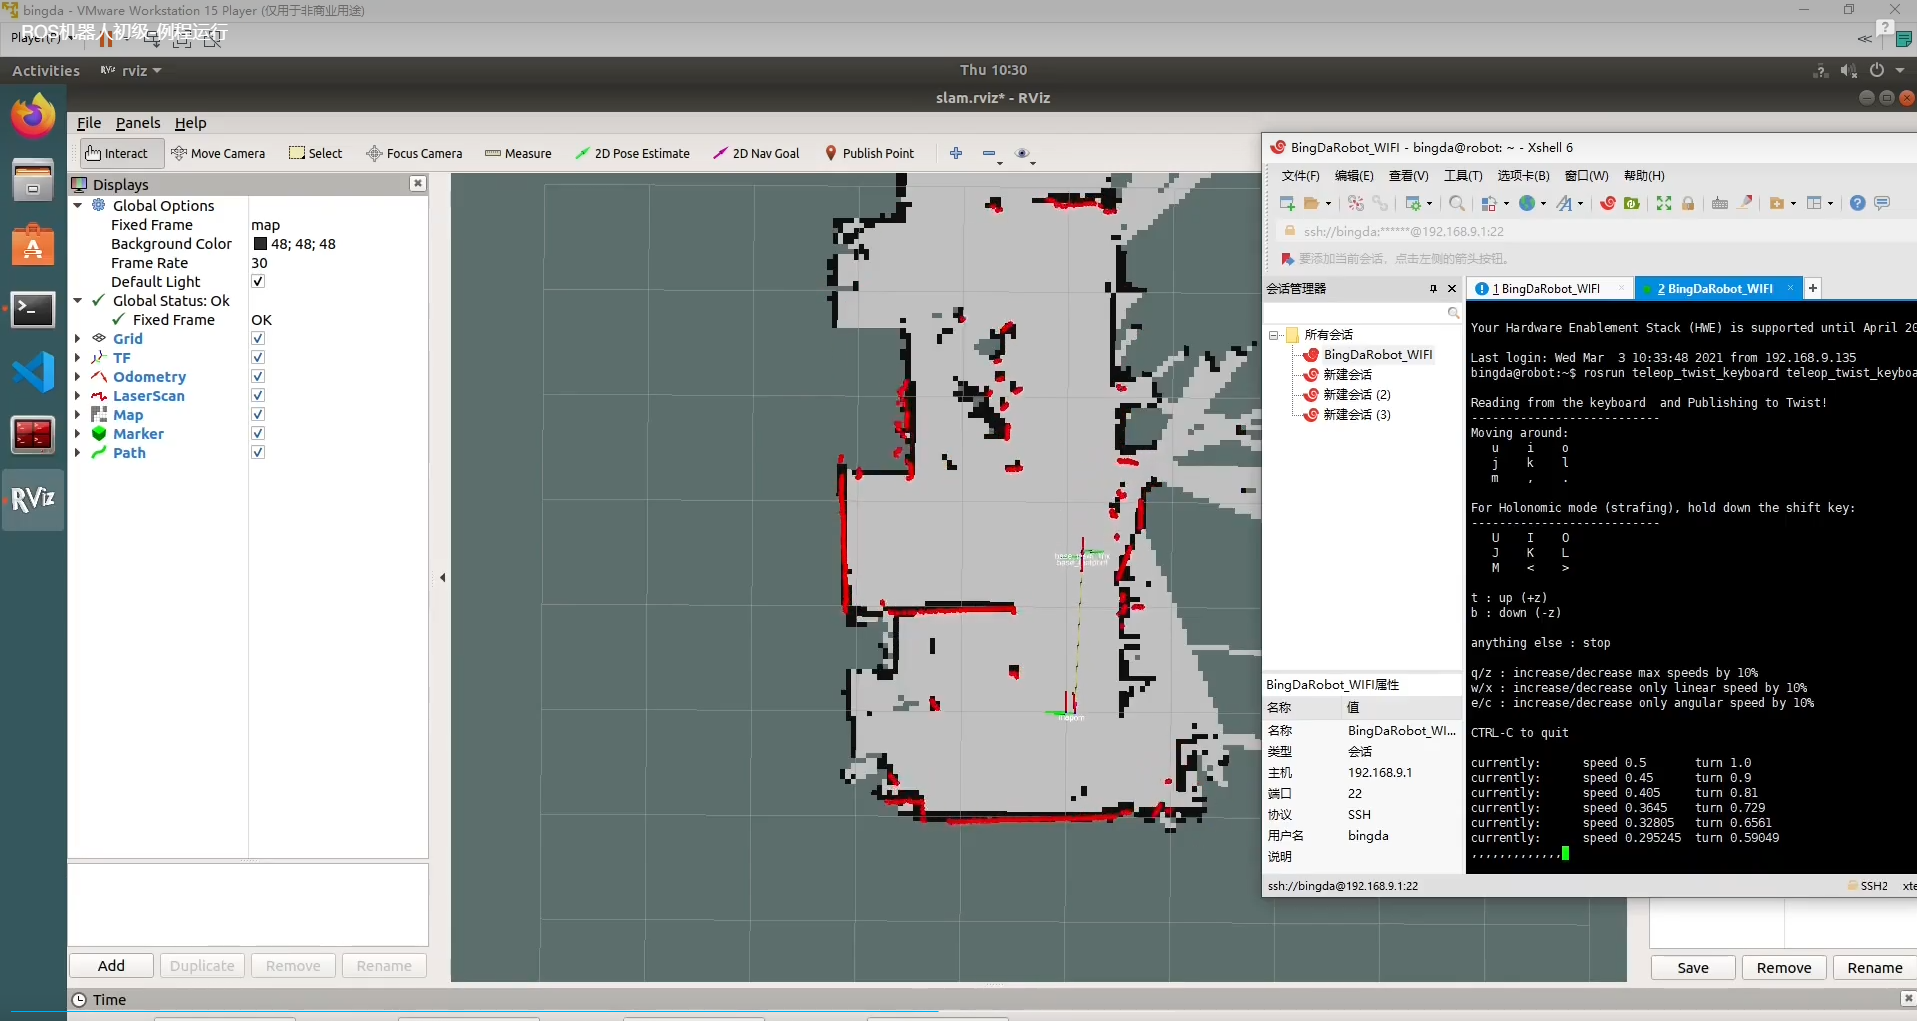 bingda - VMware Workstation 15 Player (仅用于非商业用途)
Player(P)
ROS机器人初级-例程运行
Activities
RViz rviz
Thu 10:30
slam.rviz* - RViz
File Panels Help
Interact Move Camera Select Focus Camera Measure 2D Pose Estimate 2D Nav Goal Publish Point
Displays
Global Options
Fixed Frame map
Background Color 48; 48; 48
Frame Rate 30
Default Light
Global Status: Ok
Fixed Frame OK
Grid
TF
Odometry
LaserScan
Map
Marker
Path
RViz
Add Duplicate Remove Rename
Time
Save Remove Rename
BingDaRobot_WIFI - bingda@robot: ~ - Xshell 6
文件(F) 编辑(E) 查看(V) 工具(T) 选项卡(B) 窗口(W) 帮助(H)
ssh://bingda:******@192.168.9.1:22
要添加当前会话，点击左侧的箭头按钮。
会话管理器
所有会话
BingDaRobot_WIFI
新建会话
新建会话 (2)
新建会话 (3)
BingDaRobot_WIFI属性
名称 值
名称 BingDaRobot_WI...
类型 会话
主机 192.168.9.1
端口 22
协议 SSH
用户名 bingda
说明
1 BingDaRobot_WIFI
2 BingDaRobot_WIFI
Your Hardware Enablement Stack (HWE) is supported until April 20
Last login: Wed Mar  3 10:33:48 2021 from 192.168.9.135
bingda@robot:~$ rosrun teleop_twist_keyboard teleop_twist_keyboa
Reading from the keyboard  and Publishing to Twist!
---------------------------
Moving around:
u i o
j k l
m , .
For Holonomic mode (strafing), hold down the shift key:
---------------------------
U I O
J K L
M < >
t : up (+z)
b : down (-z)
anything else : stop
q/z : increase/decrease max speeds by 10%
w/x : increase/decrease only linear speed by 10%
e/c : increase/decrease only angular speed by 10%
CTRL-C to quit
currently: speed 0.5 turn 1.0
currently: speed 0.45 turn 0.9
currently: speed 0.405 turn 0.81
currently: speed 0.3645 turn 0.729
currently: speed 0.32805 turn 0.6561
currently: speed 0.295245 turn 0.59049
,,,,,,,,,,,,,
ssh://bingda@192.168.9.1:22
SSH2 xte